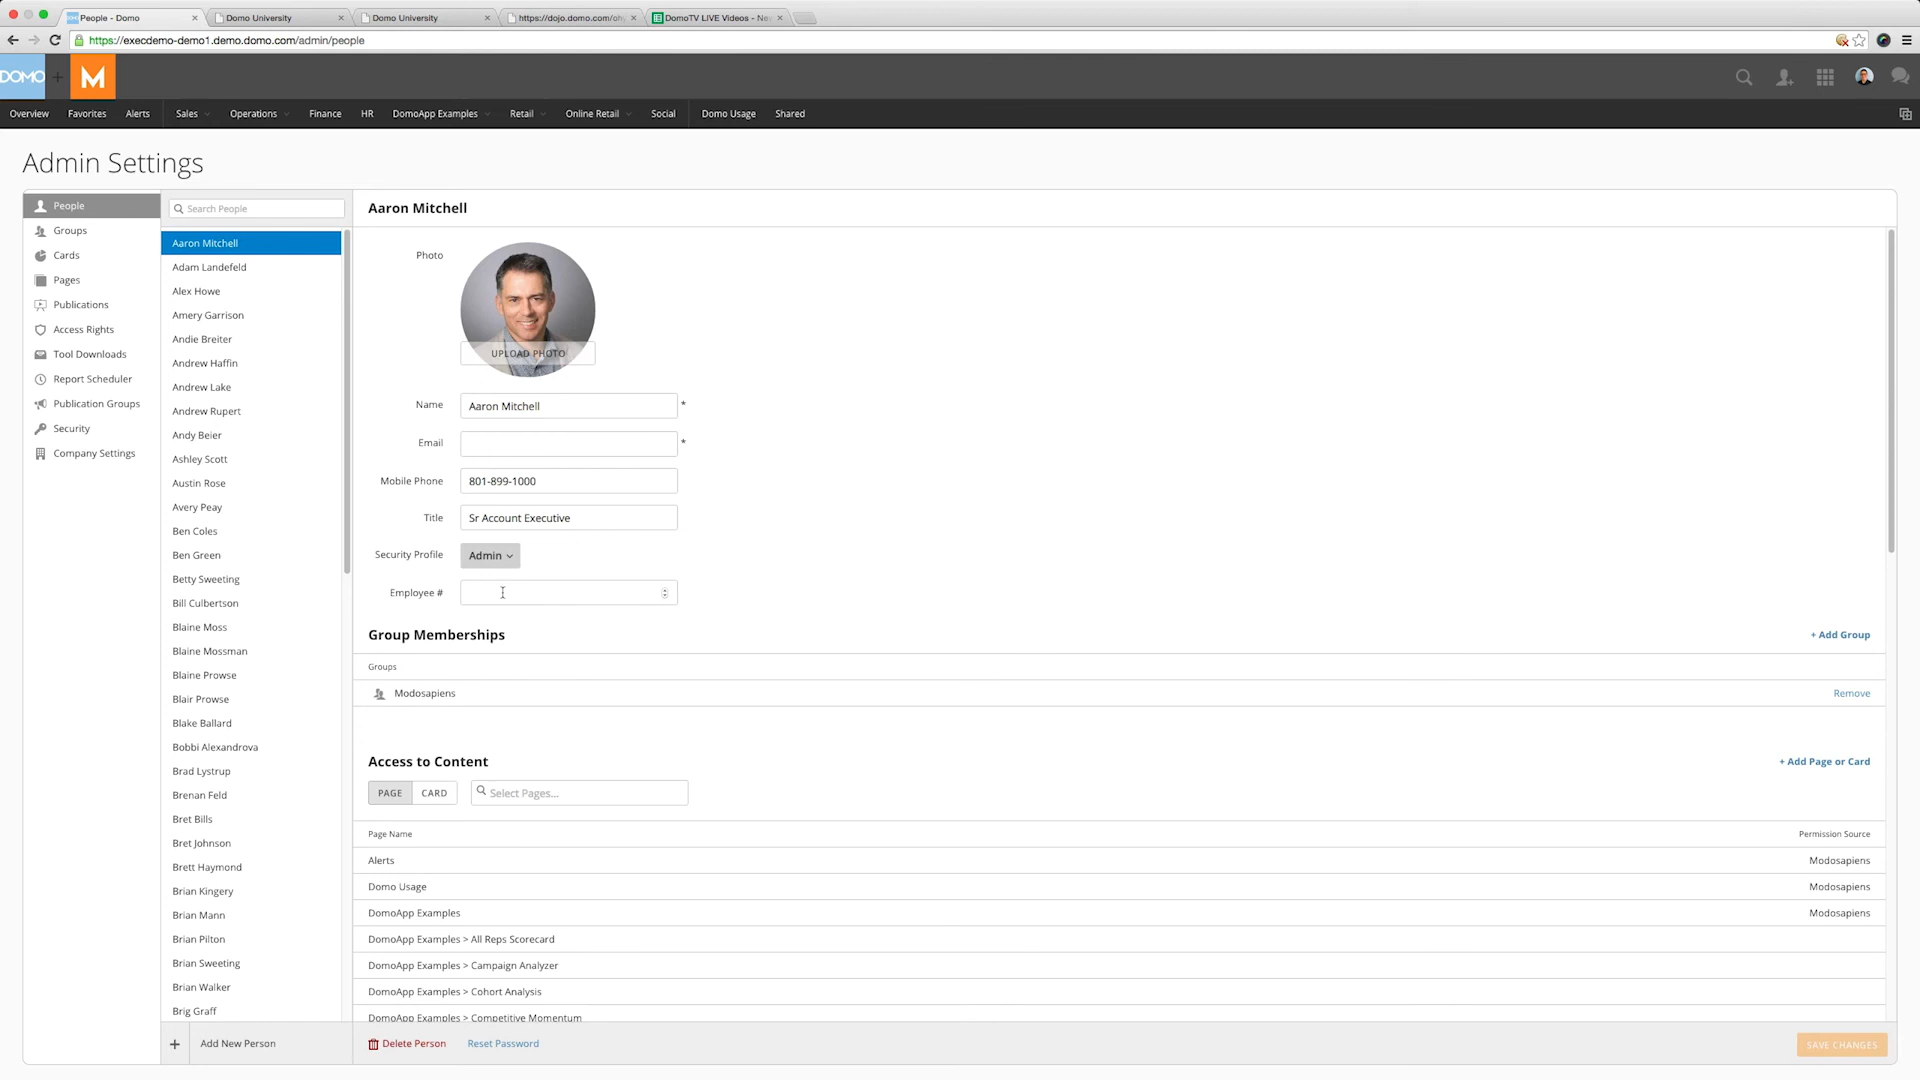 People - Domo
Domo University
Domo University
https://dojo.domo.com/
DomoTV LIVE Videos - Ne
https://execdemo-demo1.demo.domo.com/admin/people
DOMO + M
Overview Favorites Alerts Sales Operations Finance HR DomoApp Examples Retail Online Retail Social Domo Usage Shared
Admin Settings
People
Groups
Cards
Pages
Publications
Access Rights
Tool Downloads
Report Scheduler
Publication Groups
Security
Company Settings
Search People
Aaron Mitchell
Adam Landefeld
Alex Howe
Amery Garrison
Andie Breiter
Andrew Haffin
Andrew Lake
Andrew Rupert
Andy Beier
Ashley Scott
Austin Rose
Avery Peay
Ben Coles
Ben Green
Betty Sweeting
Bill Culbertson
Blaine Moss
Blaine Mossman
Blaine Prowse
Blair Prowse
Blake Ballard
Bobbi Alexandrova
Brad Lystrup
Brenan Feld
Bret Bills
Bret Johnson
Brett Haymond
Brian Kingery
Brian Mann
Brian Pilton
Brian Sweeting
Brian Walker
Brig Graff
+ Add New Person
Aaron Mitchell
Photo
UPLOAD PHOTO
Name Aaron Mitchell *
Email *
Mobile Phone 801-899-1000
Title Sr Account Executive
Security Profile Admin
Employee #
Group Memberships + Add Group
Groups
Modosapiens Remove
Access to Content + Add Page or Card
PAGE CARD Select Pages...
Page Name Permission Source
Alerts Modosapiens
Domo Usage Modosapiens
DomoApp Examples Modosapiens
DomoApp Examples > All Reps Scorecard
DomoApp Examples > Campaign Analyzer
DomoApp Examples > Cohort Analysis
DomoApp Examples > Competitive Momentum
Delete Person Reset Password SAVE CHANGES